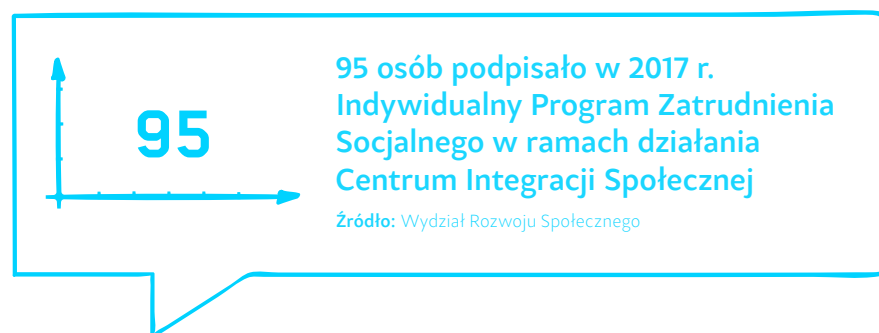 95
95 osób podpisało w 2017 r.
Indywidualny Program Zatrudnienia
Socjalnego w ramach działania
Centrum Integracji Społecznej
Źródło: Wydział Rozwoju Społecznego